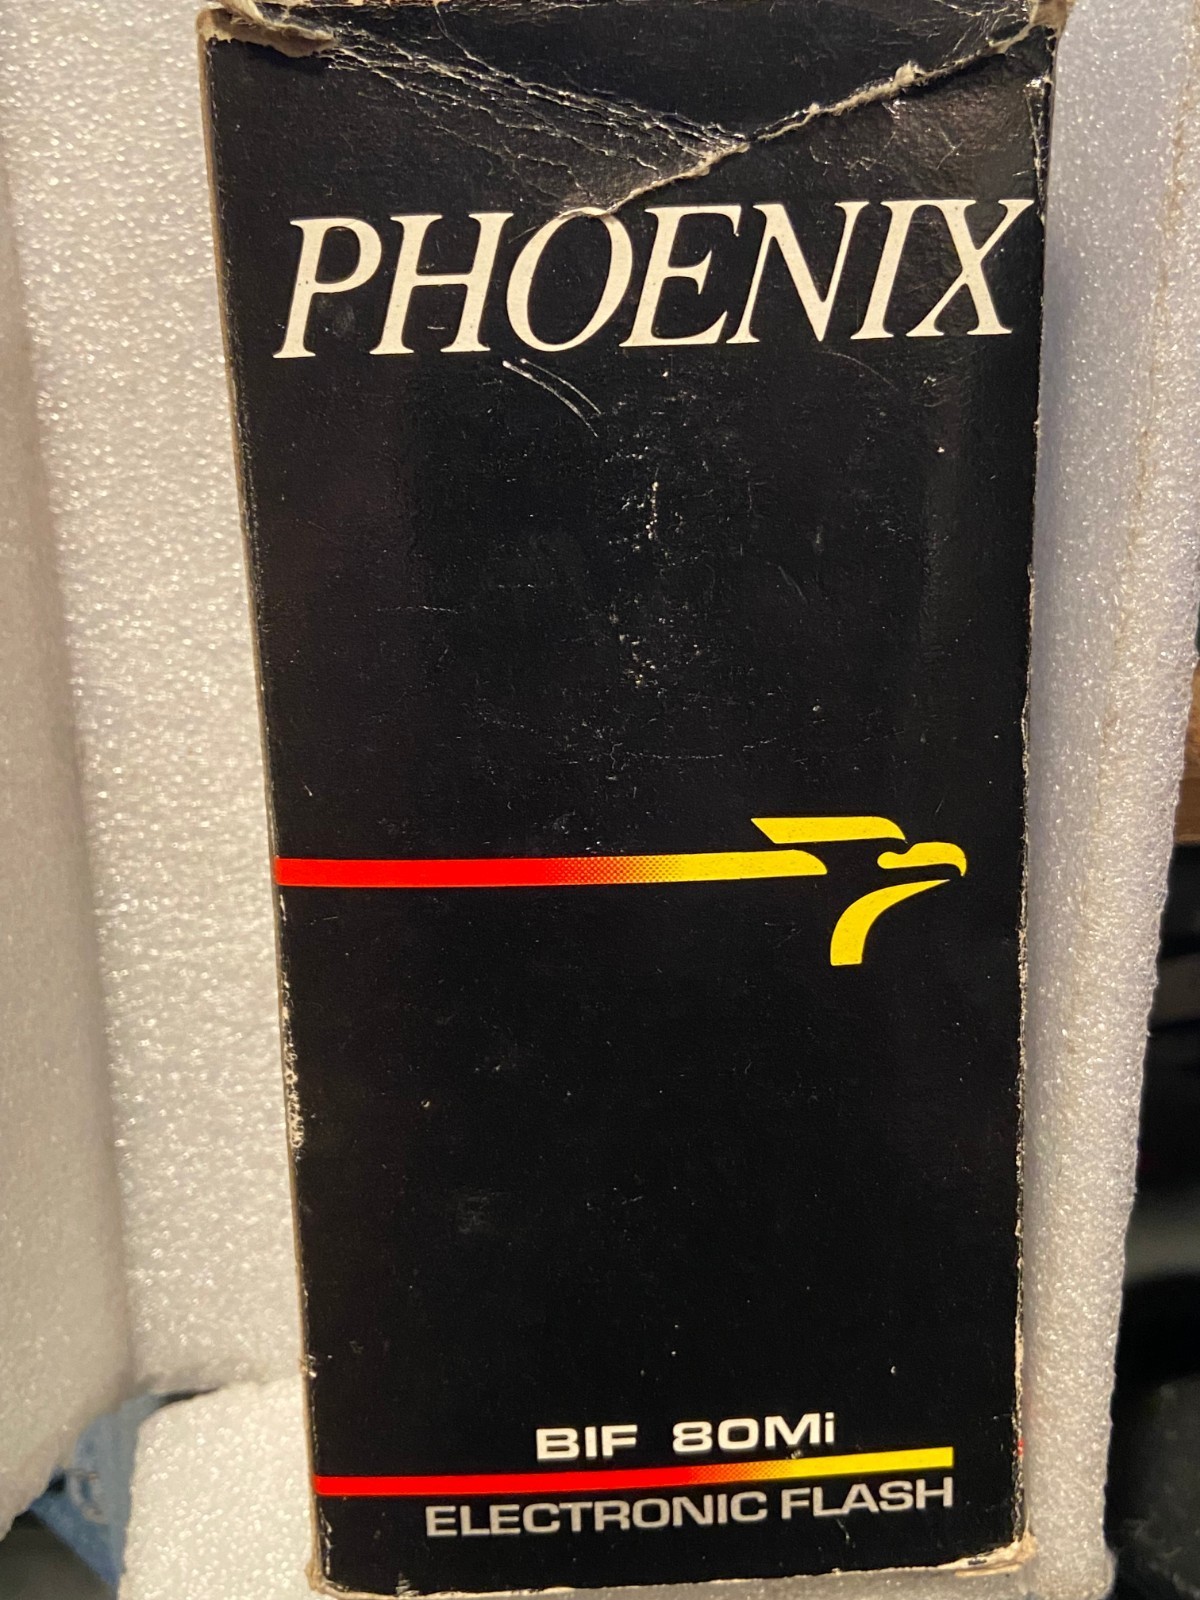 PHOENIX
BIF 80Mi
ELECTRONIC FLASH